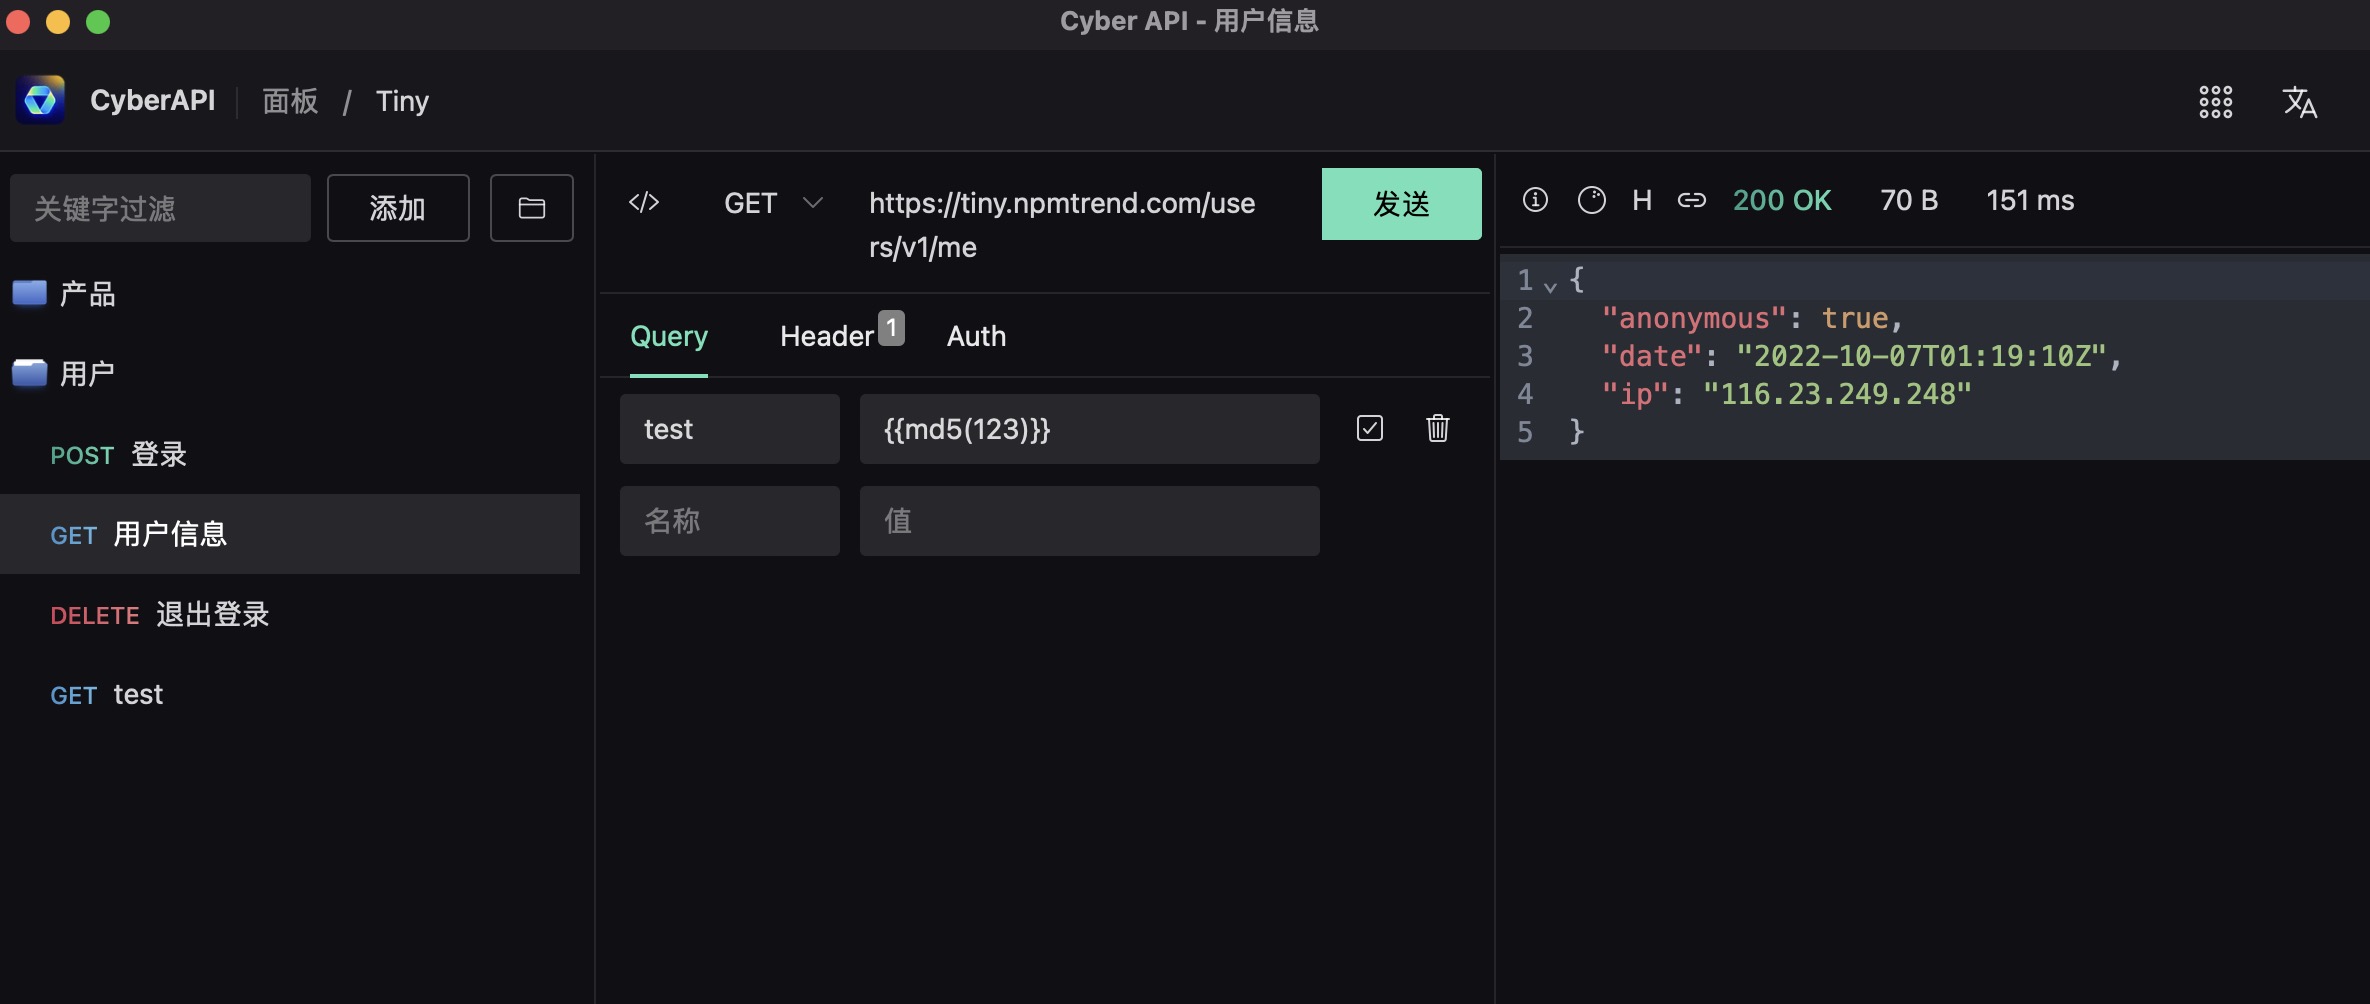 Cyber API - 用户信息
CyberAPI 面板 / Tiny 文A
关键字过滤 添加
产品
用户
POST 登录
GET 用户信息
DELETE 退出登录
GET test
</> GET https://tiny.npmtrend.com/use
rs/v1/me
发送
Query Header 1 Auth
test {{md5(123)}}
名称 值
H 200 OK 70 B 151 ms
1 {
2 "anonymous": true,
3 "date": "2022-10-07T01:19:10Z",
4 "ip": "116.23.249.248"
5 }